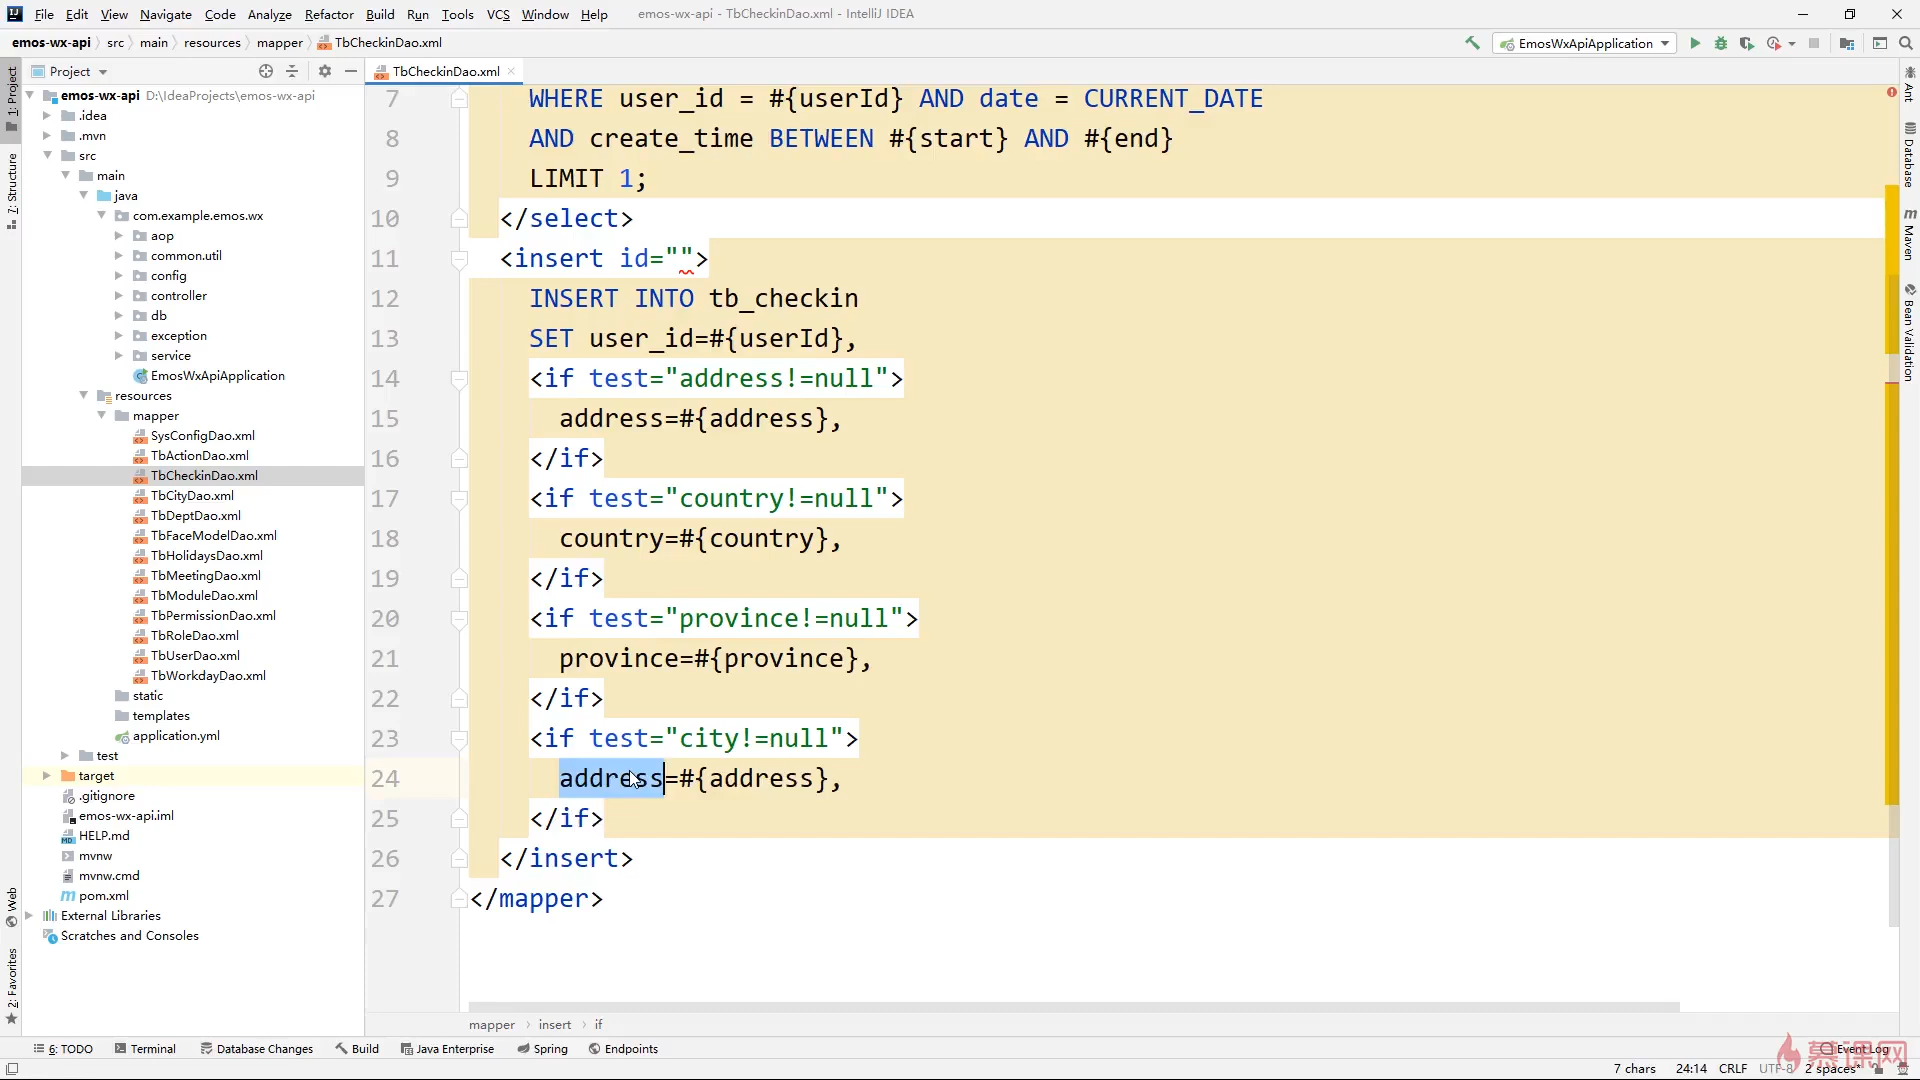 File Edit View Navigate Code Analyze Refactor Build Run Tools VCS Window Help emos-wx-api - TbCheckinDao.xml - IntelliJ IDEA
emos-wx-api src main resources mapper TbCheckinDao.xml EmosWxApiApplication
Project TbCheckinDao.xml
emos-wx-api D:\IdeaProjects\emos-wx-api
.idea
.mvn
src
main
java
com.example.emos.wx
aop
common.util
config
controller
db
exception
service
EmosWxApiApplication
resources
mapper
SysConfigDao.xml
TbActionDao.xml
TbCheckinDao.xml
TbCityDao.xml
TbDeptDao.xml
TbFaceModelDao.xml
TbHolidaysDao.xml
TbMeetingDao.xml
TbModuleDao.xml
TbPermissionDao.xml
TbRoleDao.xml
TbUserDao.xml
TbWorkdayDao.xml
static
templates
application.yml
test
target
.gitignore
emos-wx-api.iml
HELP.md
mvnw
mvnw.cmd
pom.xml
External Libraries
Scratches and Consoles
1: Project
7: Structure
Web
2: Favorites
7 WHERE user_id = #{userId} AND date = CURRENT_DATE
8 AND create_time BETWEEN #{start} AND #{end}
9 LIMIT 1;
10 </select>
11 <insert id="">
12 INSERT INTO tb_checkin
13 SET user_id=#{userId},
14 <if test="address!=null">
15 address=#{address},
16 </if>
17 <if test="country!=null">
18 country=#{country},
19 </if>
20 <if test="province!=null">
21 province=#{province},
22 </if>
23 <if test="city!=null">
24 address=#{address},
25 </if>
26 </insert>
27 </mapper>
Ant
Database
Maven
Bean Validation
mapper insert if
6: TODO Terminal Database Changes Build Java Enterprise Spring Endpoints Event Log
7 chars 24:14 CRLF UTF-8 2 spaces*
慕课网